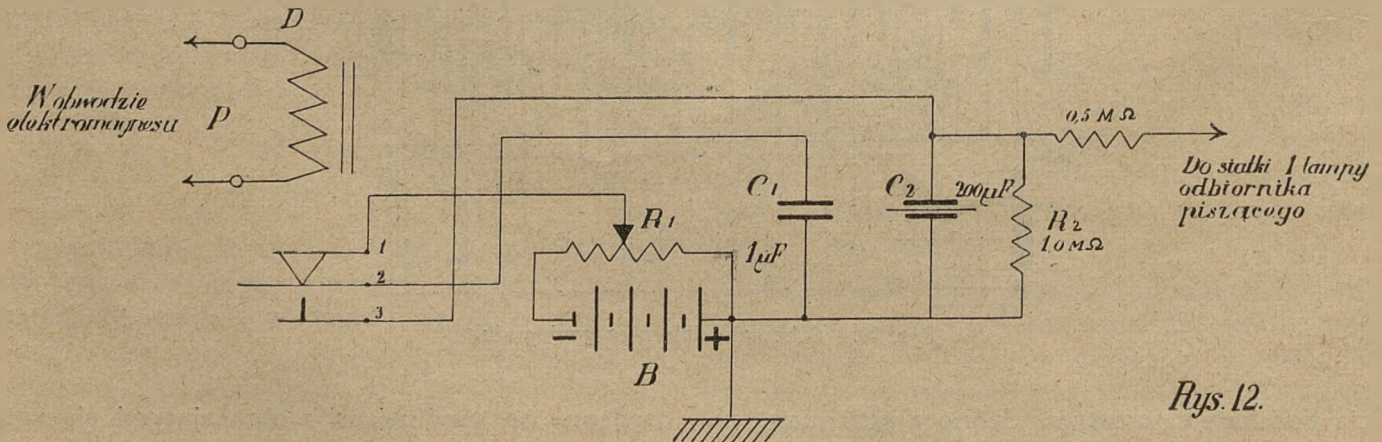 D
W obwodzie
elektromagnesu
P
0,5 M Ω
Do siatki 1 lampy
odbiornika
piszącego
C1
C2
200µF
R1
R2
1.0 MΩ
1µF
1
2
3
−
+
B
Rys. 12.